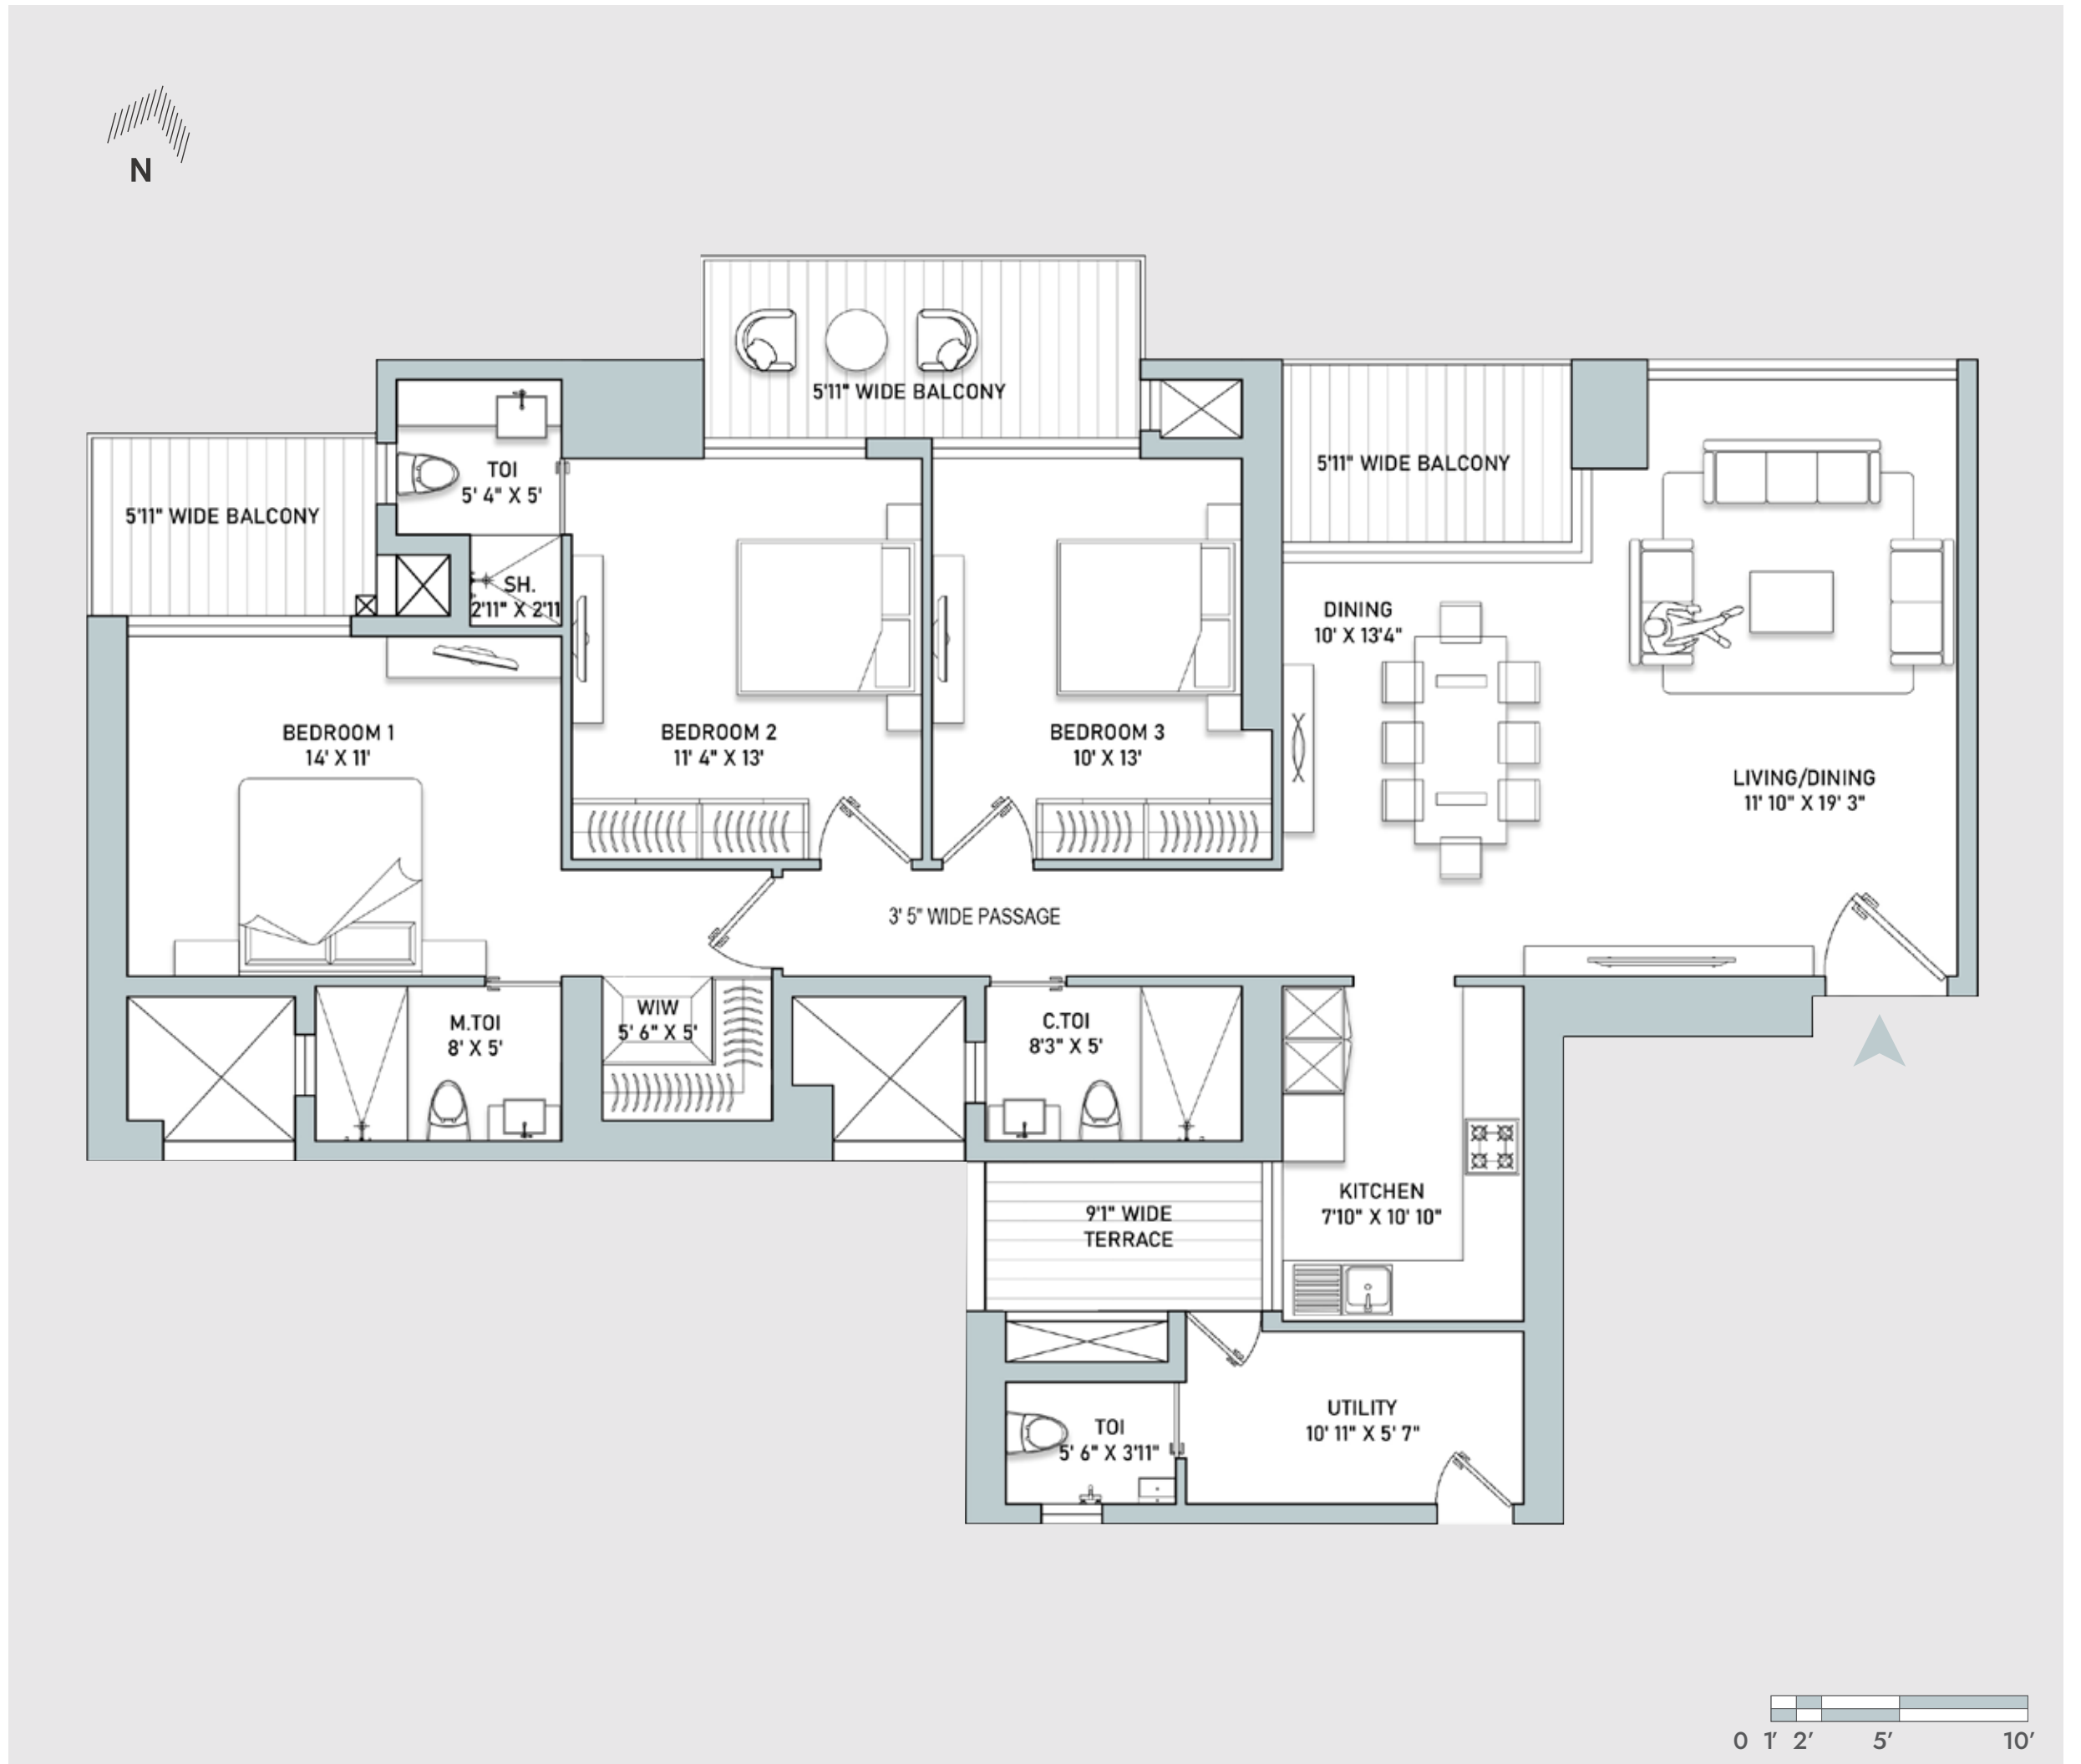 N
5'11" WIDE BALCONY
TOI
5' 4" X 5'
5'11" WIDE BALCONY
5'11" WIDE BALCONY
SH.
2'11" X 2'11
DINING
10' X 13'4"
BEDROOM 1
14' X 11'
BEDROOM 2
11' 4" X 13'
BEDROOM 3
10' X 13'
LIVING/DINING
11' 10" X 19' 3"
3' 5" WIDE PASSAGE
M.TOI
8' X 5'
WIW
5' 6" X 5'
C.TOI
8'3" X 5'
KITCHEN
7'10" X 10' 10"
9'1" WIDE
TERRACE
TOI
5' 6" X 3'11"
UTILITY
10' 11" X 5' 7"
0 1' 2' 5' 10'